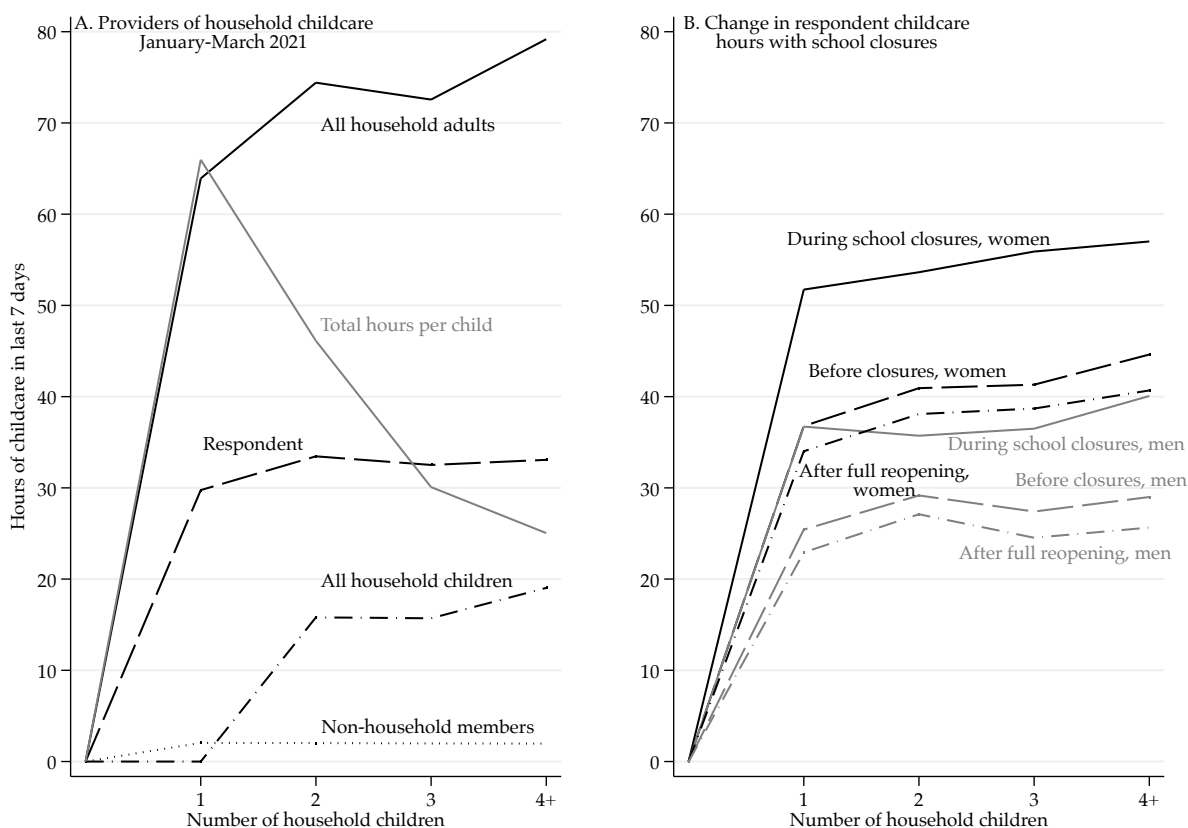 A. Providers of household childcare
January-March 2021
80
70
60
50
40
30
20
10
0
Hours of childcare in last 7 days
All household adults
Total hours per child
Respondent
All household children
Non-household members
1
2
3
4+
Number of household children
B. Change in respondent childcare
hours with school closures
80
70
60
50
40
30
20
10
0
During school closures, women
Before closures, women
During school closures, men
After full reopening,
women
Before closures, men
After full reopening, men
1
2
3
4+
Number of household children